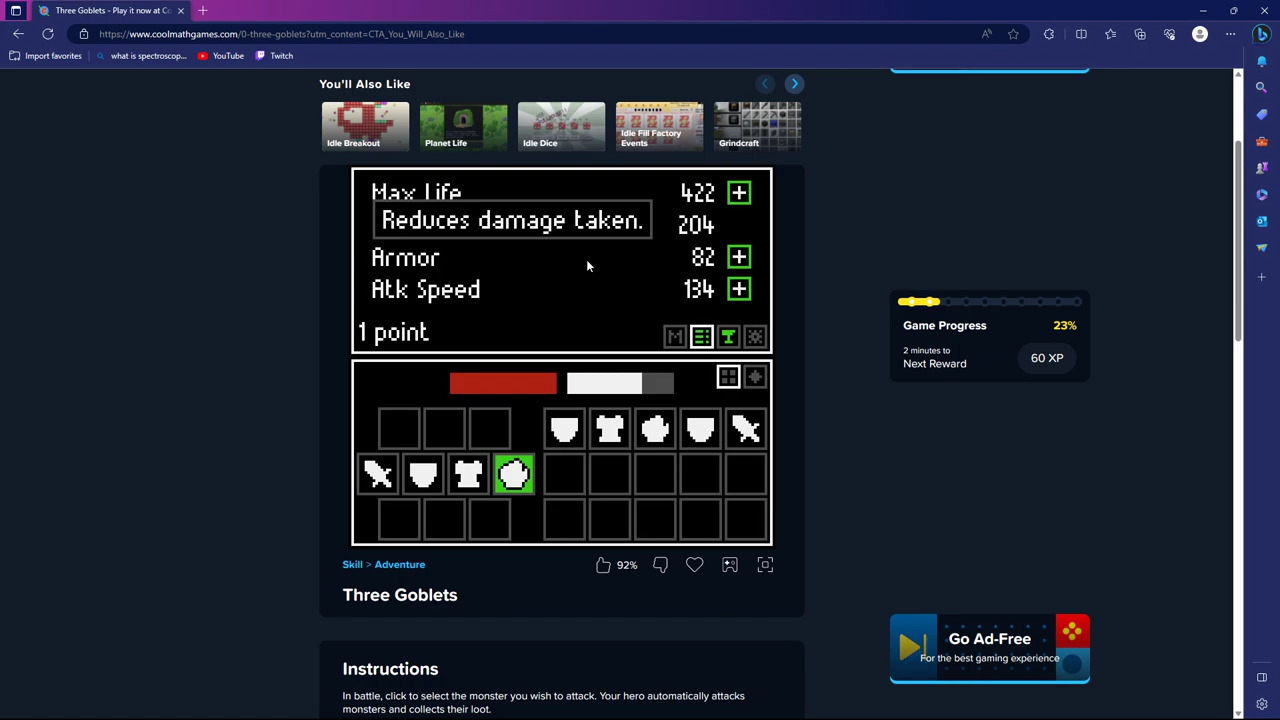 Three Goblets - Play it now at Co
https://www.coolmathgames.com/0-three-goblets?utm_content=CTA_You_Will_Also_Like
Import favorites
what is spectroscop...
YouTube
Twitch
You'll Also Like
Idle Breakout
Planet Life
Idle Dice
Idle Fill Factory
Events
Grindcraft
Max Life 422 +
Reduces damage taken. 204
Armor 82 +
Atk Speed 134 +
1 point
Game Progress 23%
2 minutes to
Next Reward
60 XP
Skill > Adventure
92%
Three Goblets
Go Ad-Free
For the best gaming experience
Instructions
In battle, click to select the monster you wish to attack. Your hero automatically attacks
monsters and collects their loot.